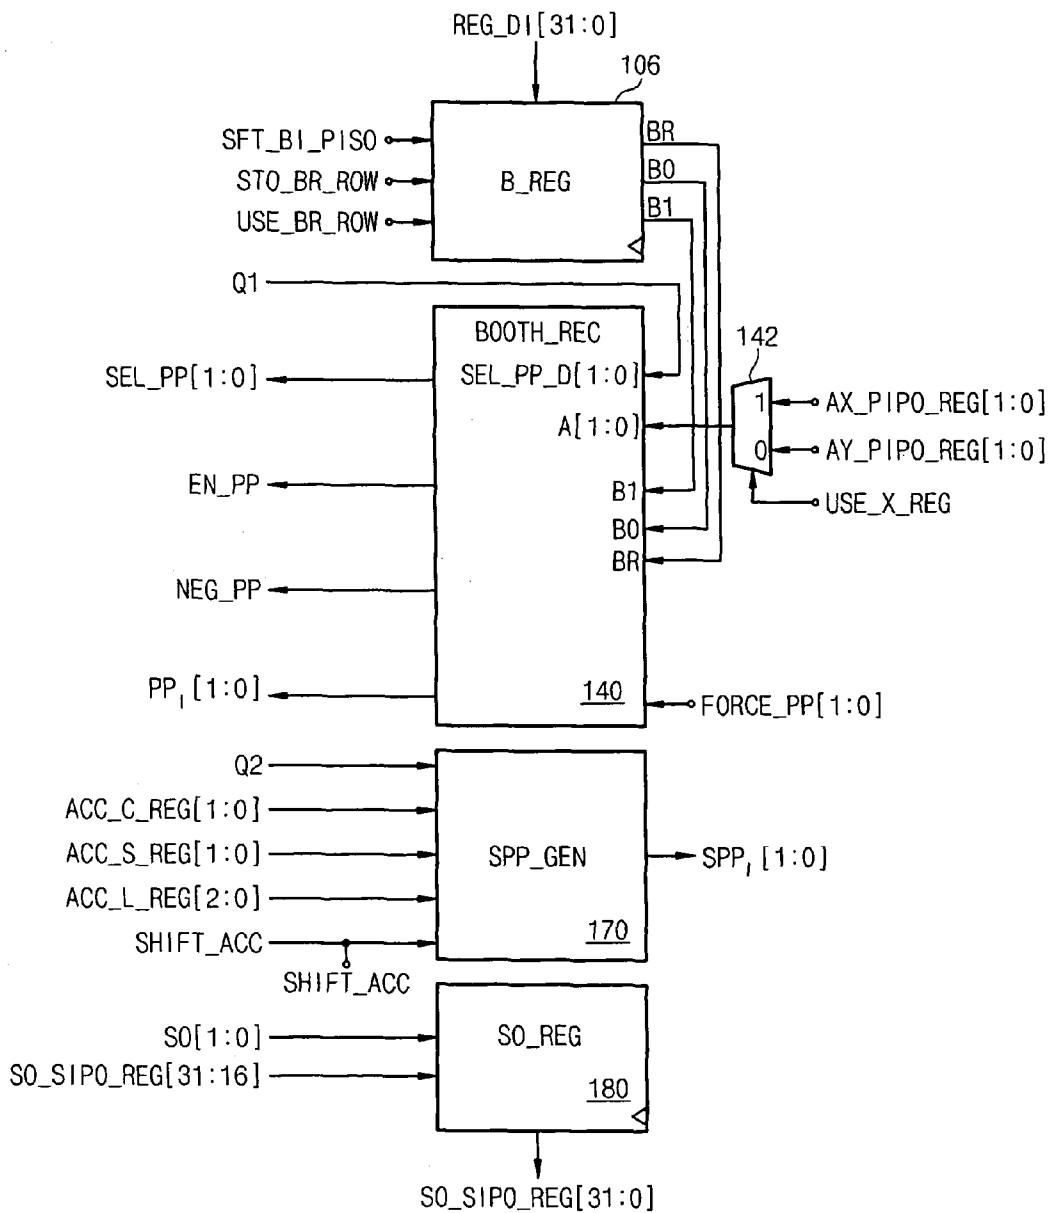 REG_DI[31:0]
106
SFT_BI_PISO
STO_BR_ROW
USE_BR_ROW
B_REG
BR
B0
B1
Q1
BOOTH_REC
142
SEL_PP[1:0]
SEL_PP_D[1:0]
1
AX_PIPO_REG[1:0]
A[1:0]
0
AY_PIPO_REG[1:0]
EN_PP
B1
USE_X_REG
B0
BR
NEG_PP
PPI [1:0]
140
FORCE_PP[1:0]
Q2
ACC_C_REG[1:0]
ACC_S_REG[1:0]
SPP_GEN
SPPI [1:0]
ACC_L_REG[2:0]
SHIFT_ACC
170
SHIFT_ACC
SO[1:0]
SO_REG
SO_SIPO_REG[31:16]
180
SO_SIPO_REG[31:0]